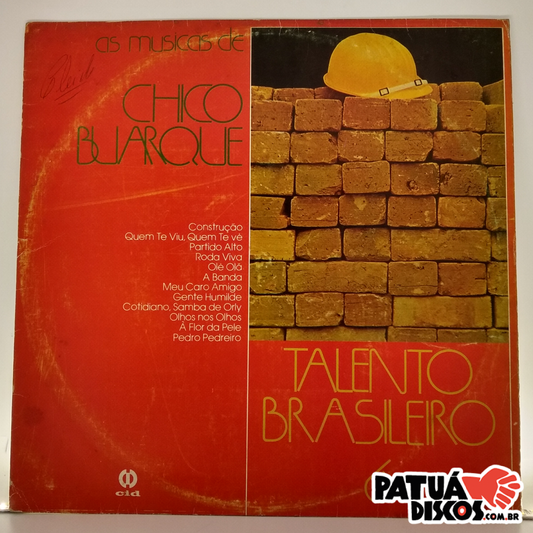 as musicas de
CHICO
BUARQUE
Construção
Quem Te Viu, Quem Te vê
Partido Alto
Roda Viva
Olê Olá
A Banda
Meu Caro Amigo
Gente Humilde
Cotidiano, Samba de Orly
Olhos nos Olhos
À Flor da Pele
Pedro Pedreiro
TALENTO
BRASILEIRO
cid
PATUÁ
DISCOS.COM.BR